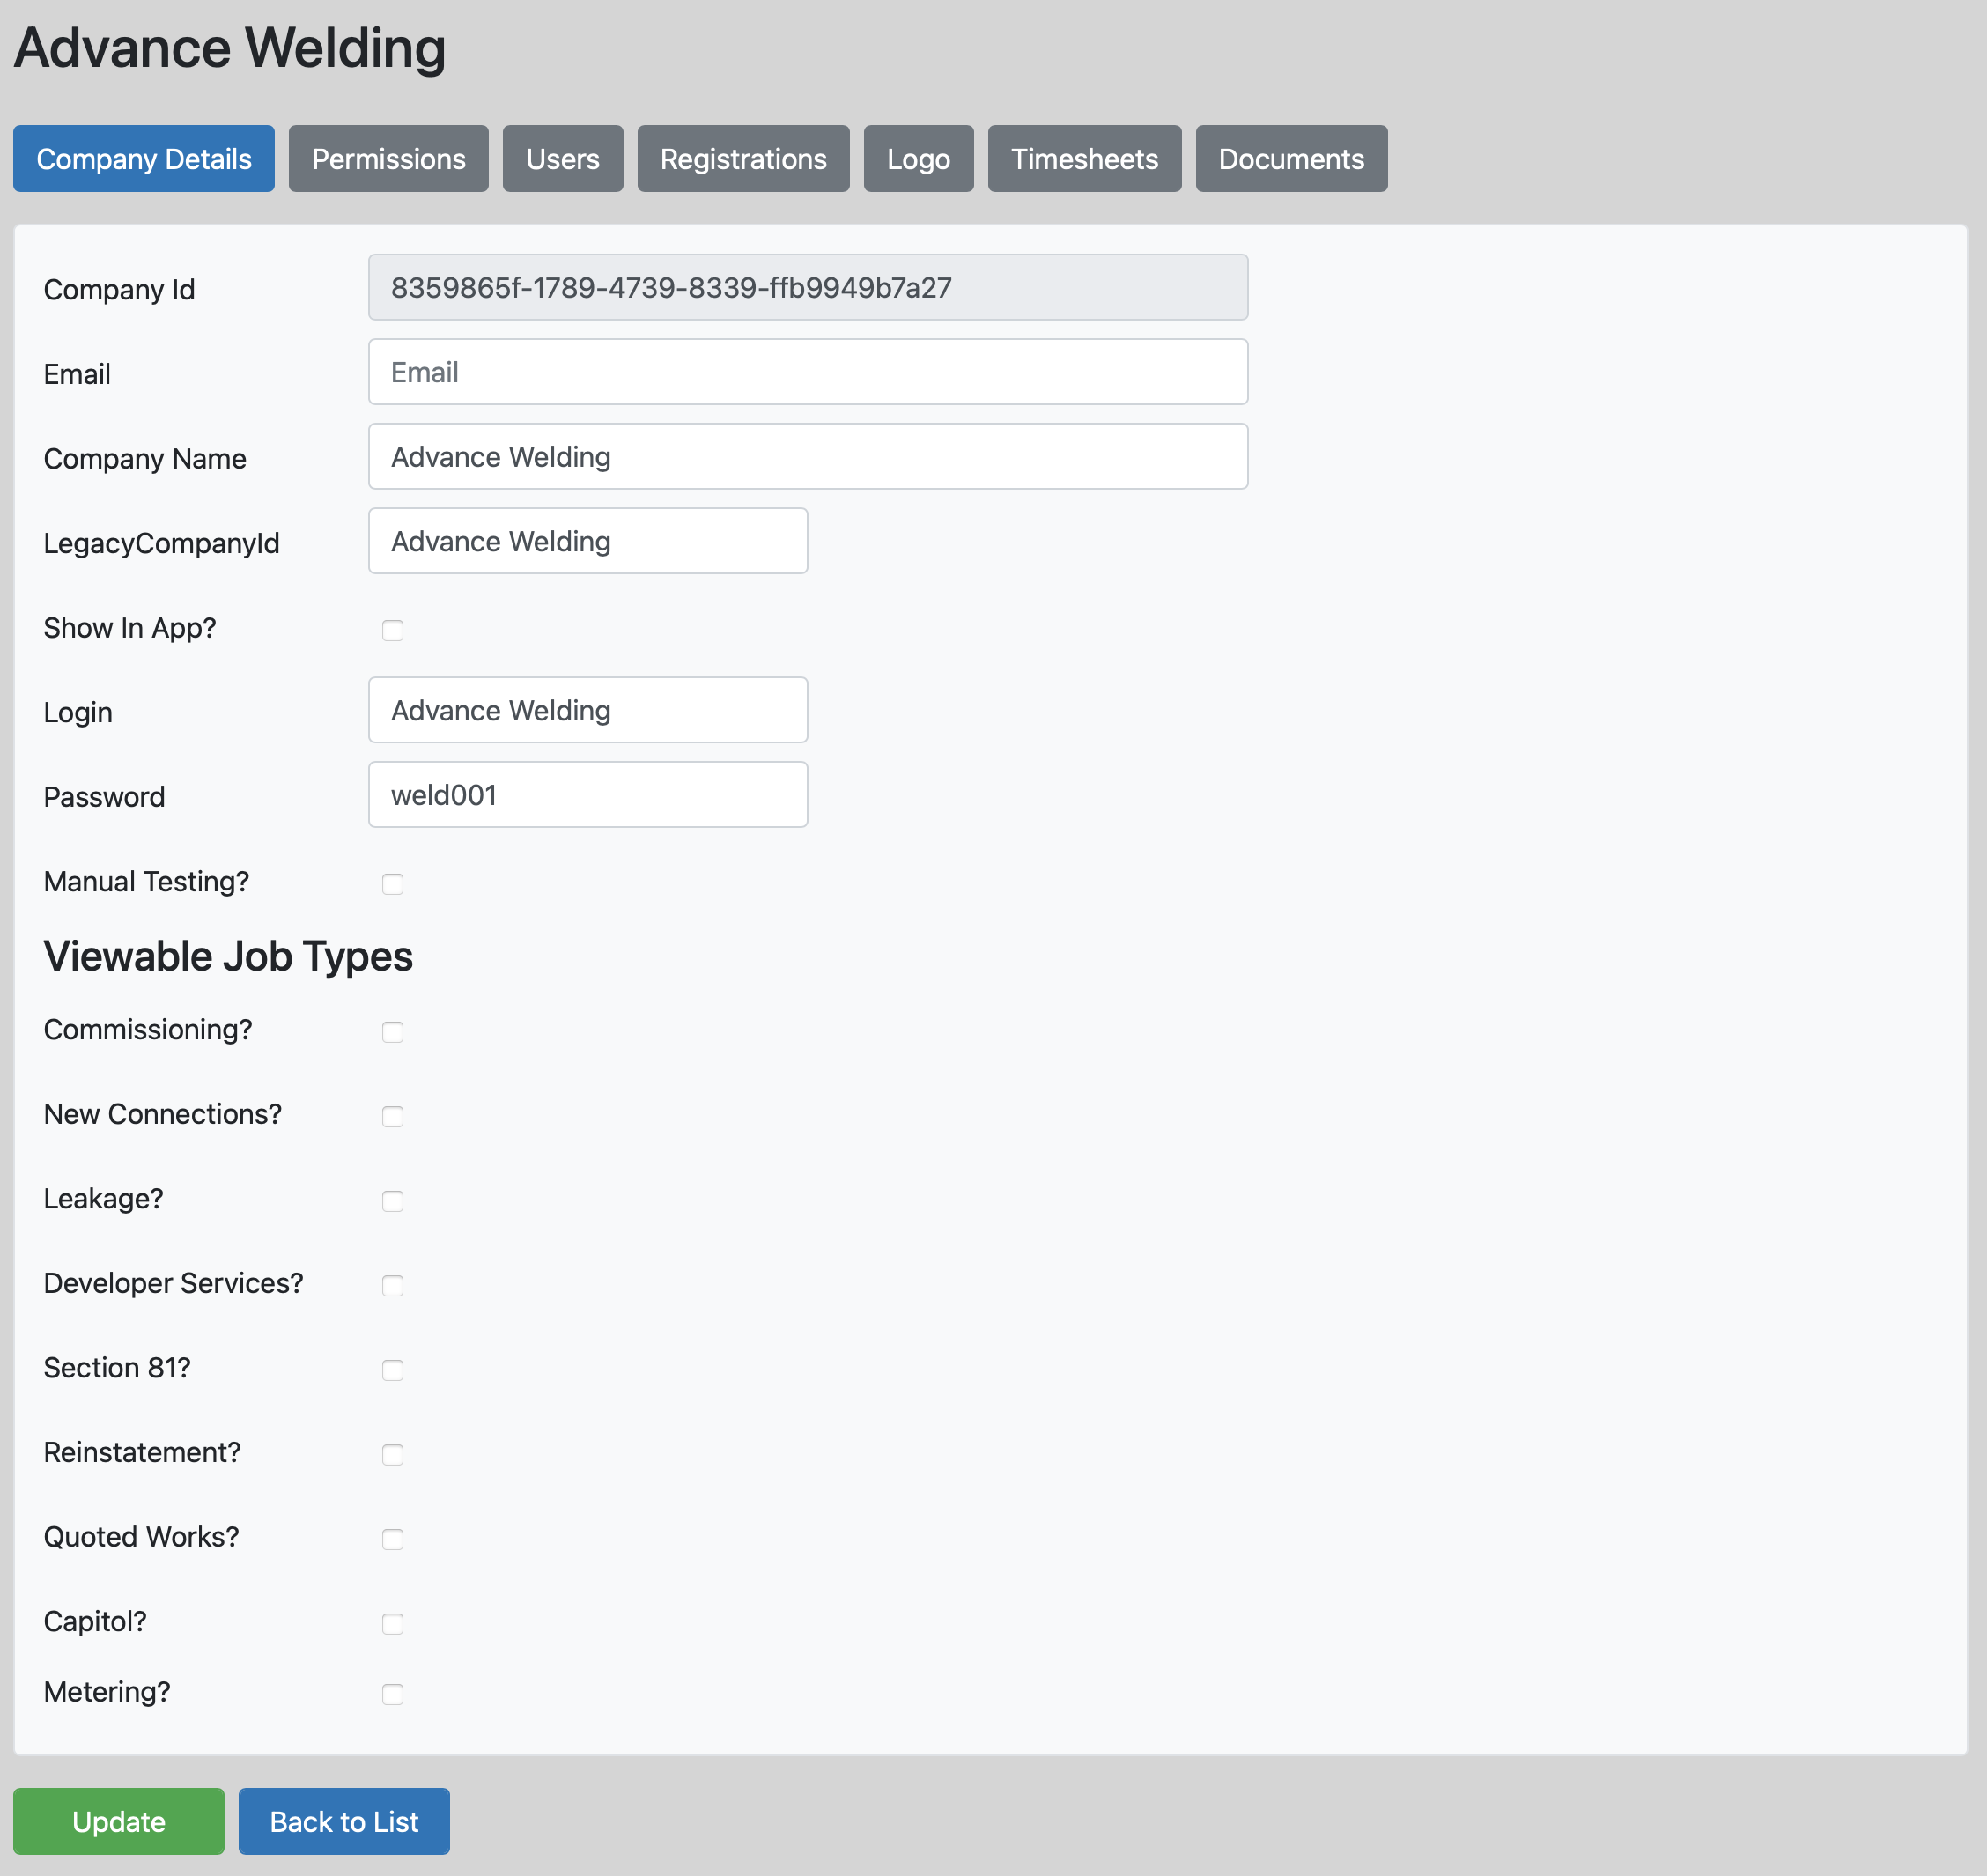 Advance Welding
Company Details Permissions Users Registrations Logo Timesheets Documents
Company Id 8359865f-1789-4739-8339-ffb9949b7a27
Email Email
Company Name Advance Welding
LegacyCompanyId Advance Welding
Show In App?
Login Advance Welding
Password weld001
Manual Testing?
Viewable Job Types
Commissioning?
New Connections?
Leakage?
Developer Services?
Section 81?
Reinstatement?
Quoted Works?
Capitol?
Metering?
Update Back to List